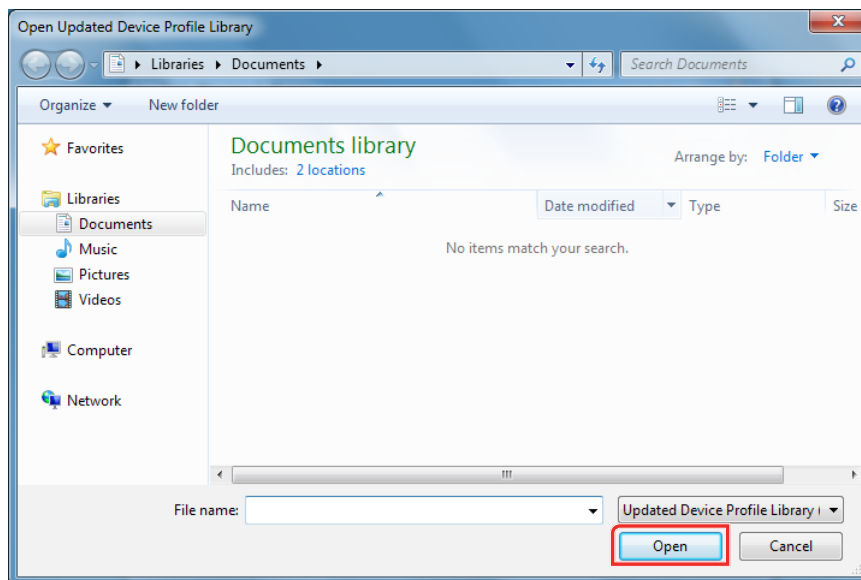 Open Updated Device Profile Library
Libraries Documents
Search Documents
Organize New folder
Favorites
Libraries
Documents
Music
Pictures
Videos
Computer
Network
Documents library
Includes: 2 locations
Arrange by: Folder
Name Date modified Type Size
No items match your search.
File name:
Updated Device Profile Library (
Open Cancel